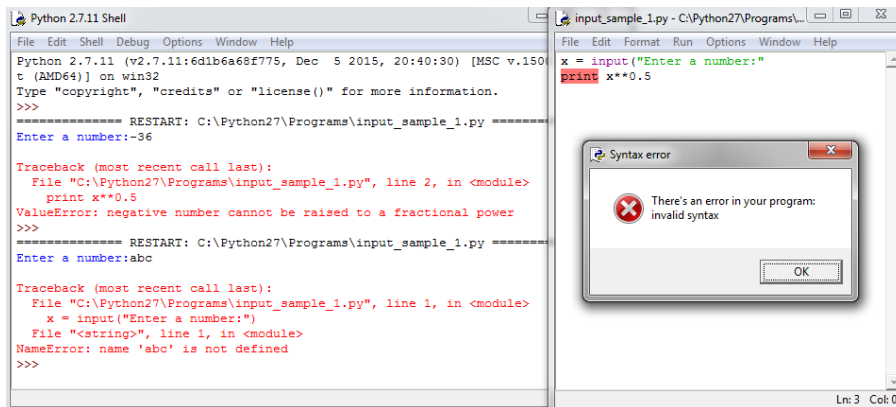 Python 2.7.11 Shell
File Edit Shell Debug Options Window Help
Python 2.7.11 (v2.7.11:6d1b6a68f775, Dec  5 2015, 20:40:30) [MSC v.150
t (AMD64)] on win32
Type "copyright", "credits" or "license()" for more information.
>>>
=============== RESTART: C:\Python27\Programs\input_sample_1.py ========
Enter a number:-36
Traceback (most recent call last):
  File "C:\Python27\Programs\input_sample_1.py", line 2, in <module>
    print x**0.5
ValueError: negative number cannot be raised to a fractional power
>>>
=============== RESTART: C:\Python27\Programs\input_sample_1.py ========
Enter a number:abc
Traceback (most recent call last):
  File "C:\Python27\Programs\input_sample_1.py", line 1, in <module>
    x = input("Enter a number:")
  File "<string>", line 1, in <module>
NameError: name 'abc' is not defined
>>>
input_sample_1.py - C:\Python27\Programs\...
File Edit Format Run Options Window Help
x = input("Enter a number:"
print x**0.5
Syntax error
There's an error in your program:
invalid syntax
OK
Ln: 3 Col: 0